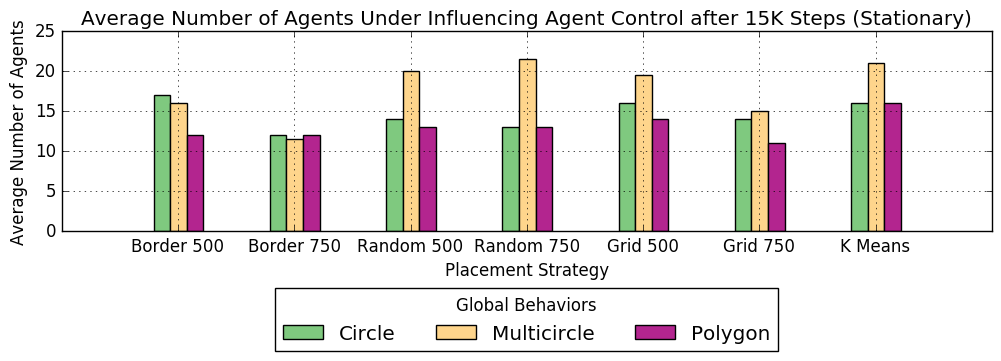 Average Number of Agents Under Influencing Agent Control after 15K Steps (Stationary)
Average Number of Agents
25
20
15
10
5
0
Border 500 Border 750 Random 500 Random 750 Grid 500 Grid 750 K Means
Placement Strategy
Global Behaviors
Circle Multicircle Polygon